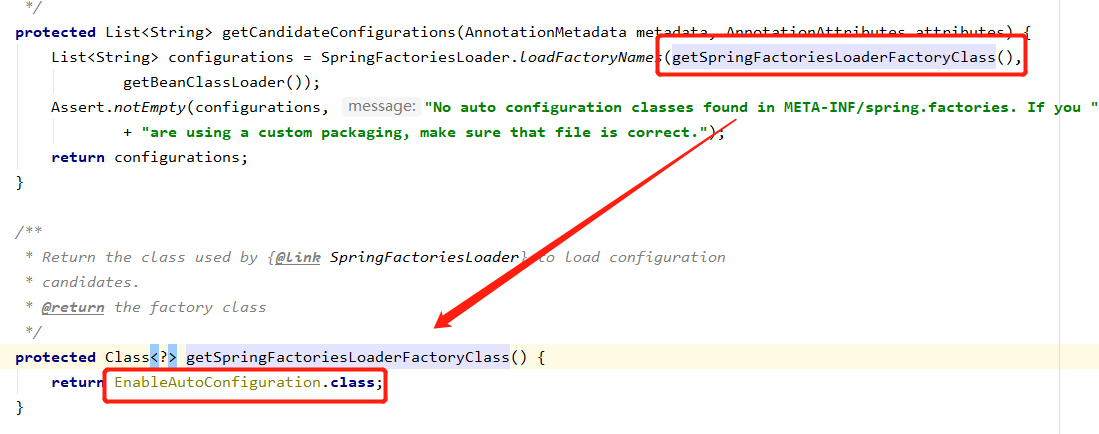 */
protected List<String> getCandidateConfigurations(AnnotationMetadata metadata, AnnotationAttributes attributes) {
List<String> configurations = SpringFactoriesLoader.loadFactoryNames(getSpringFactoriesLoaderFactoryClass(),
getBeanClassLoader());
Assert.notEmpty(configurations, message: "No auto configuration classes found in META-INF/spring.factories. If you "
+ "are using a custom packaging, make sure that file is correct.");
return configurations;
}
/**
* Return the class used by {@link SpringFactoriesLoader} to load configuration
* candidates.
* @return the factory class
*/
protected Class<?> getSpringFactoriesLoaderFactoryClass() {
return EnableAutoConfiguration.class;
}